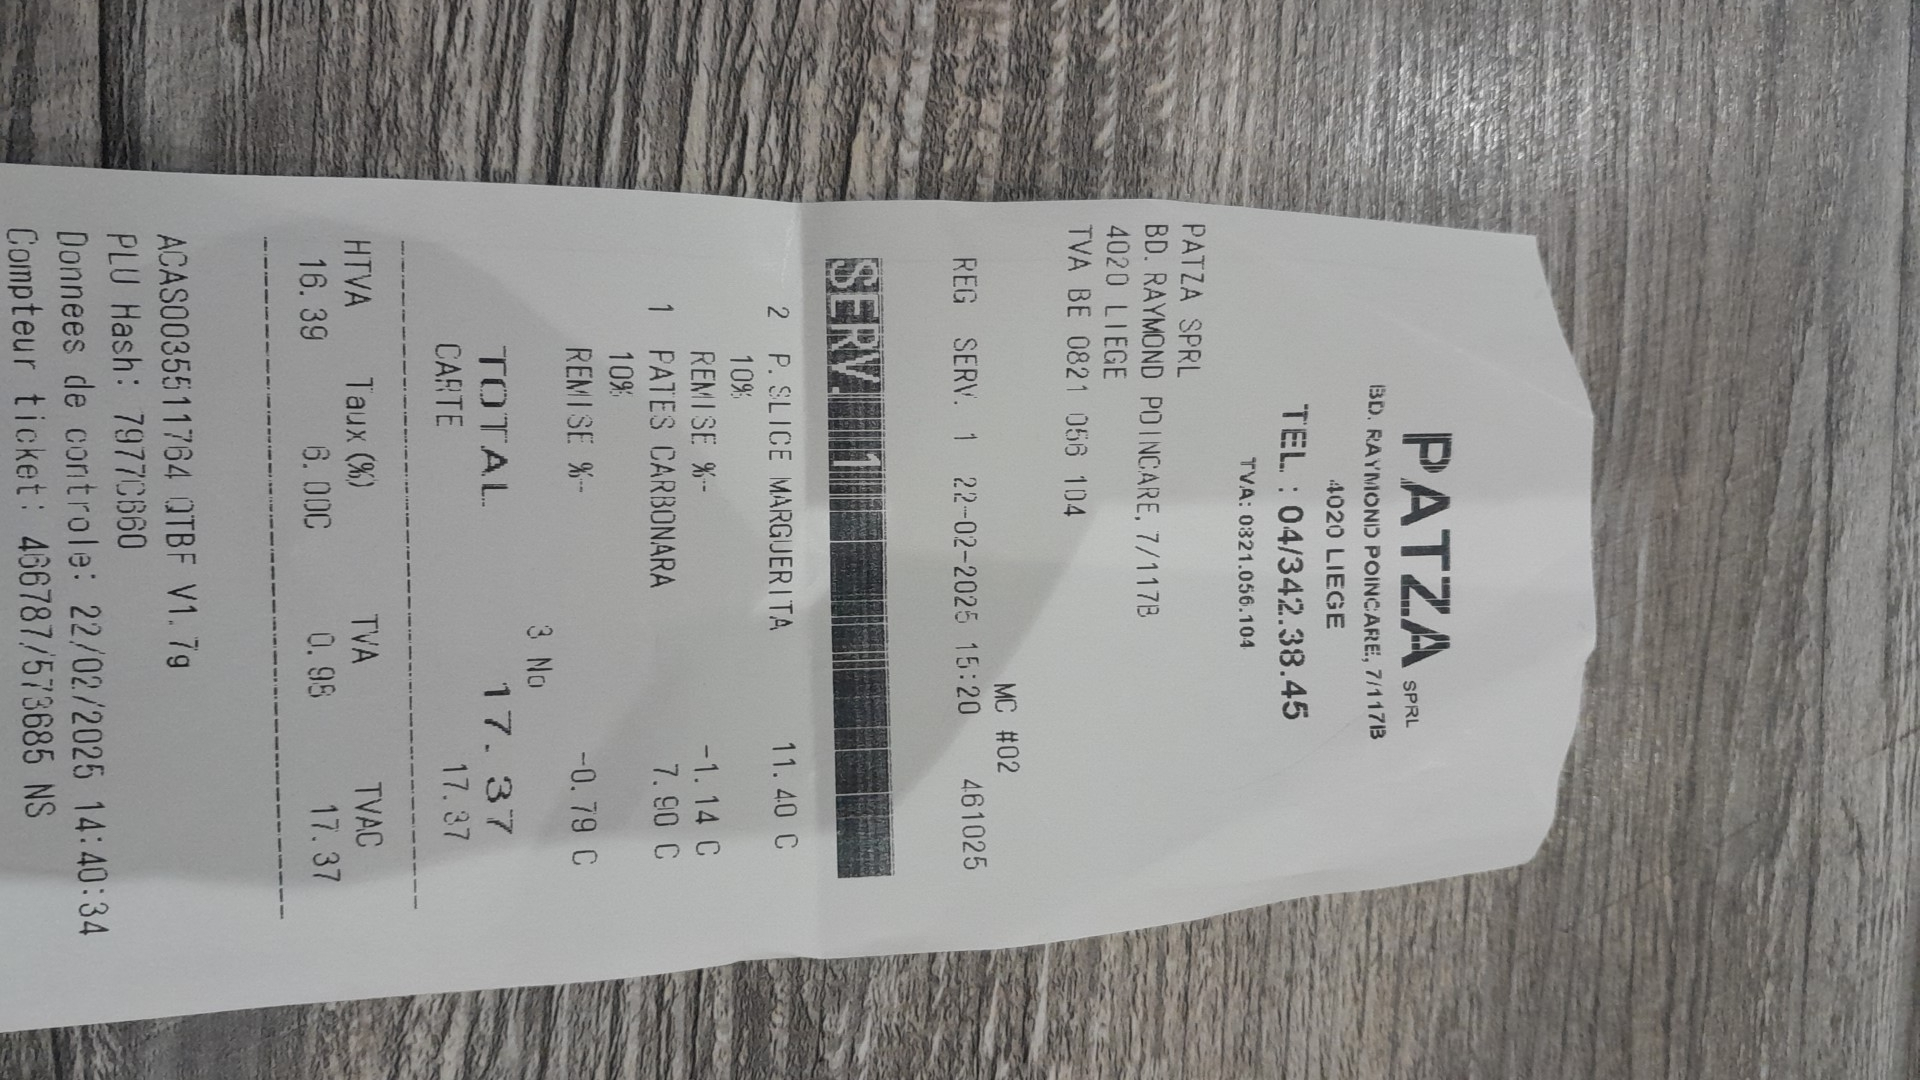 PATZA SPRL
BD. RAYMOND POINCARE, 7/117B
4020 LIEGE
TEL. : 04/342.38.45
TVA: 0821.056.104
PATZA SPRL
BD. RAYMOND POINCARE, 7/117B
4020 LIEGE
TVA BE 0821 056 104
MC #02
REG SERV. 1 22-02-2025 15:20 461025
SERV. 1
2 P.SLICE MARGUERITA 11.40 C
10%
REMISE %- -1.14 C
1 PATES CARBONARA 7.90 C
10%
REMISE %- -0.79 C
3 No
TOTAL 17.37
CARTE 17.37
HTVA Taux(%) TVA TVAC
16.39 6.00C 0.98 17.37
ACAS003551 1764 QTBF V1.7g
PLU Hash: 7977C660
Donnees de controle: 22/02/2025 14:40:34
Compteur ticket: 466787/573685 NS